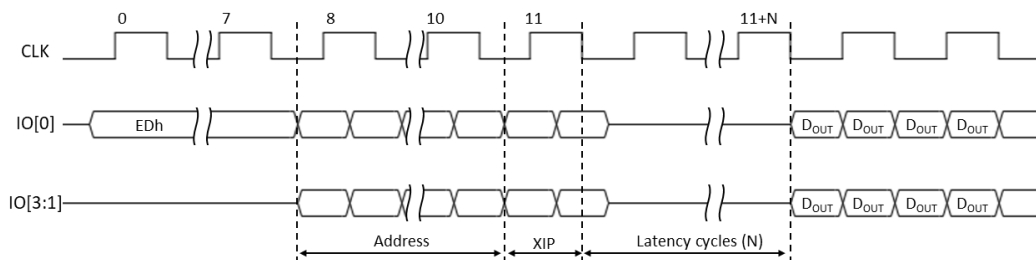 0 7 8 10 11 11+N
CLK
IO[0] EDh DOUT DOUT DOUT DOUT
IO[3:1] DOUT DOUT DOUT DOUT
Address XIP Latency cycles (N)